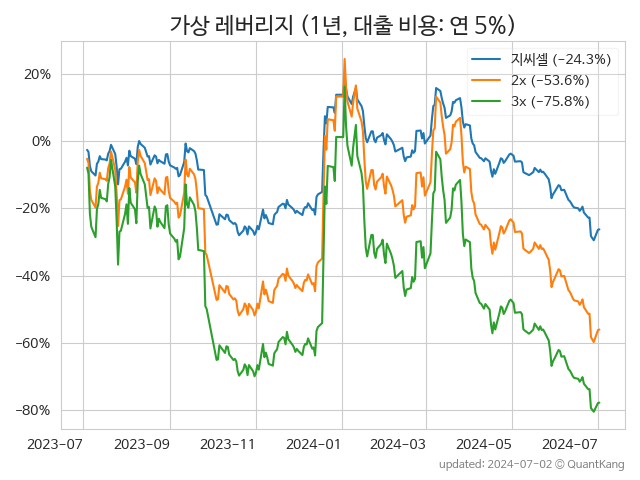 가상 레버리지 (1년, 대출 비용: 연 5%)
지씨셀 (−24.3%)
2x (−53.6%)
3x (−75.8%)
20%
0%
−20%
−40%
−60%
−80%
2023−07 2023−09 2023−11 2024−01 2024−03 2024−05 2024−07
updated: 2024-07-02 © QuantKang